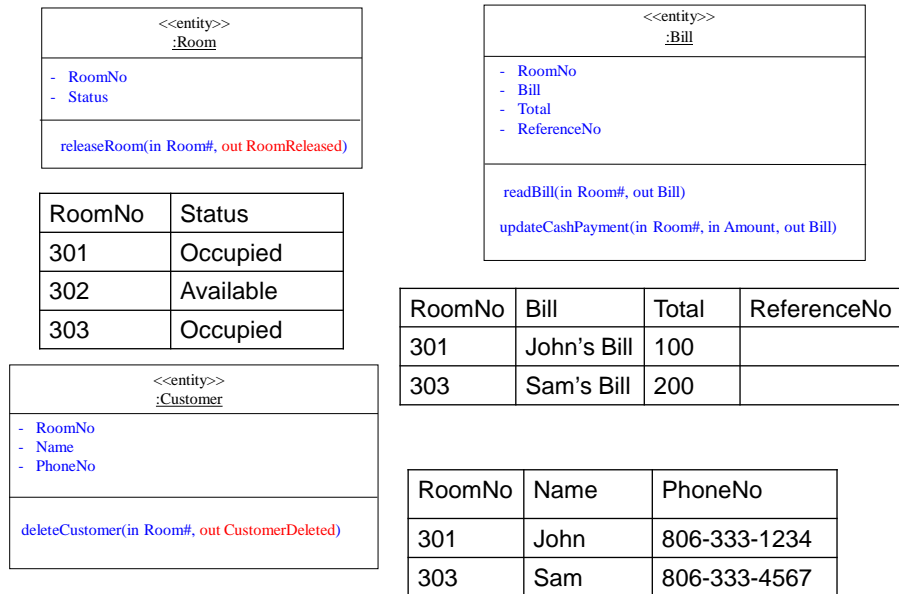 <<entity>>
:Room
- RoomNo
- Status
releaseRoom(in Room#, out RoomReleased)
<<entity>>
:Bill
- RoomNo
- Bill
- Total
- ReferenceNo
readBill(in Room#, out Bill)
updateCashPayment(in Room#, in Amount, out Bill)
RoomNo Status
301 Occupied
302 Available
303 Occupied
RoomNo Bill Total ReferenceNo
301 John's Bill 100
303 Sam's Bill 200
<<entity>>
:Customer
- RoomNo
- Name
- PhoneNo
deleteCustomer(in Room#, out CustomerDeleted)
RoomNo Name PhoneNo
301 John 806-333-1234
303 Sam 806-333-4567